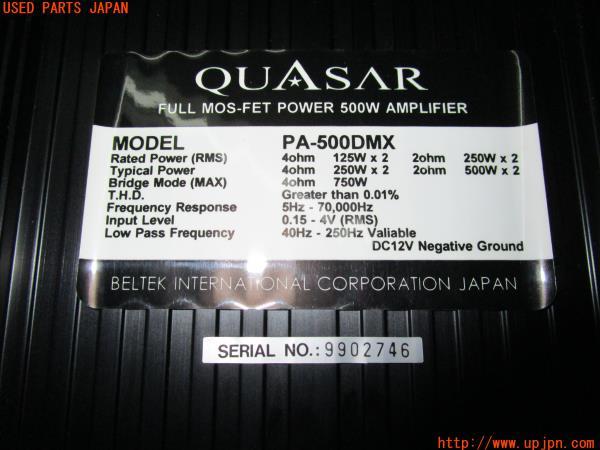 USED PARTS JAPAN
QUASAR
FULL MOS-FET POWER 500W AMPLIFIER
MODEL PA-500DMX
Rated Power (RMS) 4ohm 125W x 2 2ohm 250W x 2
Typical Power 4ohm 250W x 2 2ohm 500W x 2
Bridge Mode (MAX) 4ohm 750W
T.H.D. Greater than 0.01%
Frequency Response 5Hz - 70,000Hz
Input Level 0.15 - 4V (RMS)
Low Pass Frequency 40Hz - 250Hz Valiable
DC12V Negative Ground
BELTEK INTERNATIONAL CORPORATION JAPAN
SERIAL NO.: 9902746
http://www.upjpn.com/